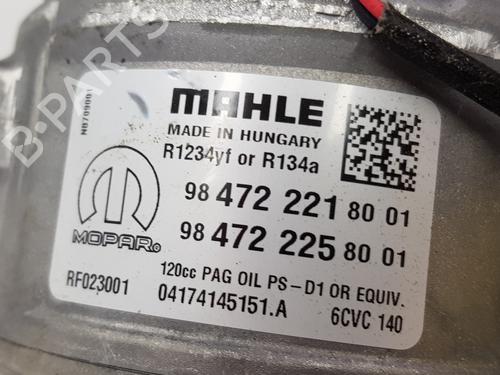 B-PARTS
N0709001
MAHLE
MADE IN HUNGARY
R1234yf or R134a
98 472 221 80 01
98 472 225 80 01
MOPAR®
120cc PAG OIL PS-D1 OR EQUIV.
RF023001
04174145151.A
6CVC 140